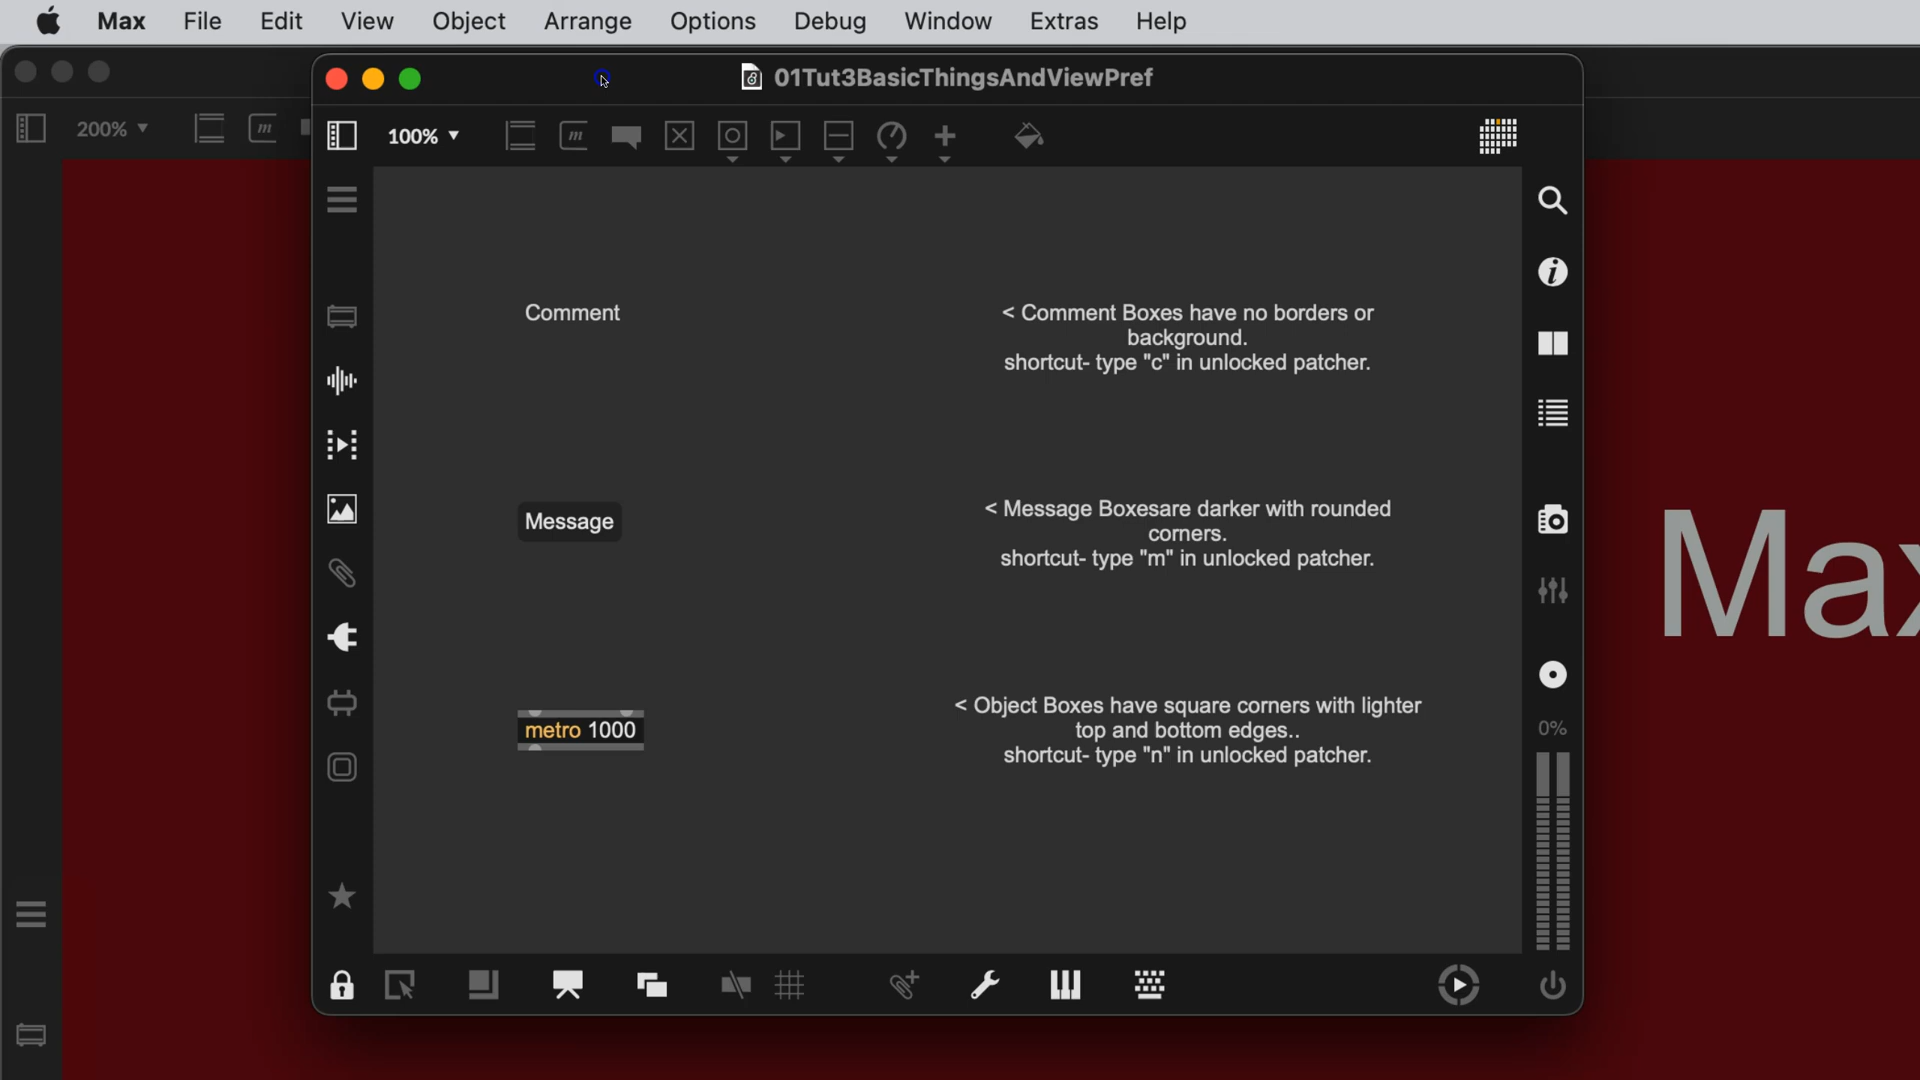 Max File Edit View Object Arrange Options Debug Window Extras Help
01Tut3BasicThingsAndViewPref
200%
100%
Comment
< Comment Boxes have no borders or
background.
shortcut- type "c" in unlocked patcher.
Message
< Message Boxesare darker with rounded
corners.
shortcut- type "m" in unlocked patcher.
Max
metro 1000
< Object Boxes have square corners with lighter
top and bottom edges..
shortcut- type "n" in unlocked patcher.
0%